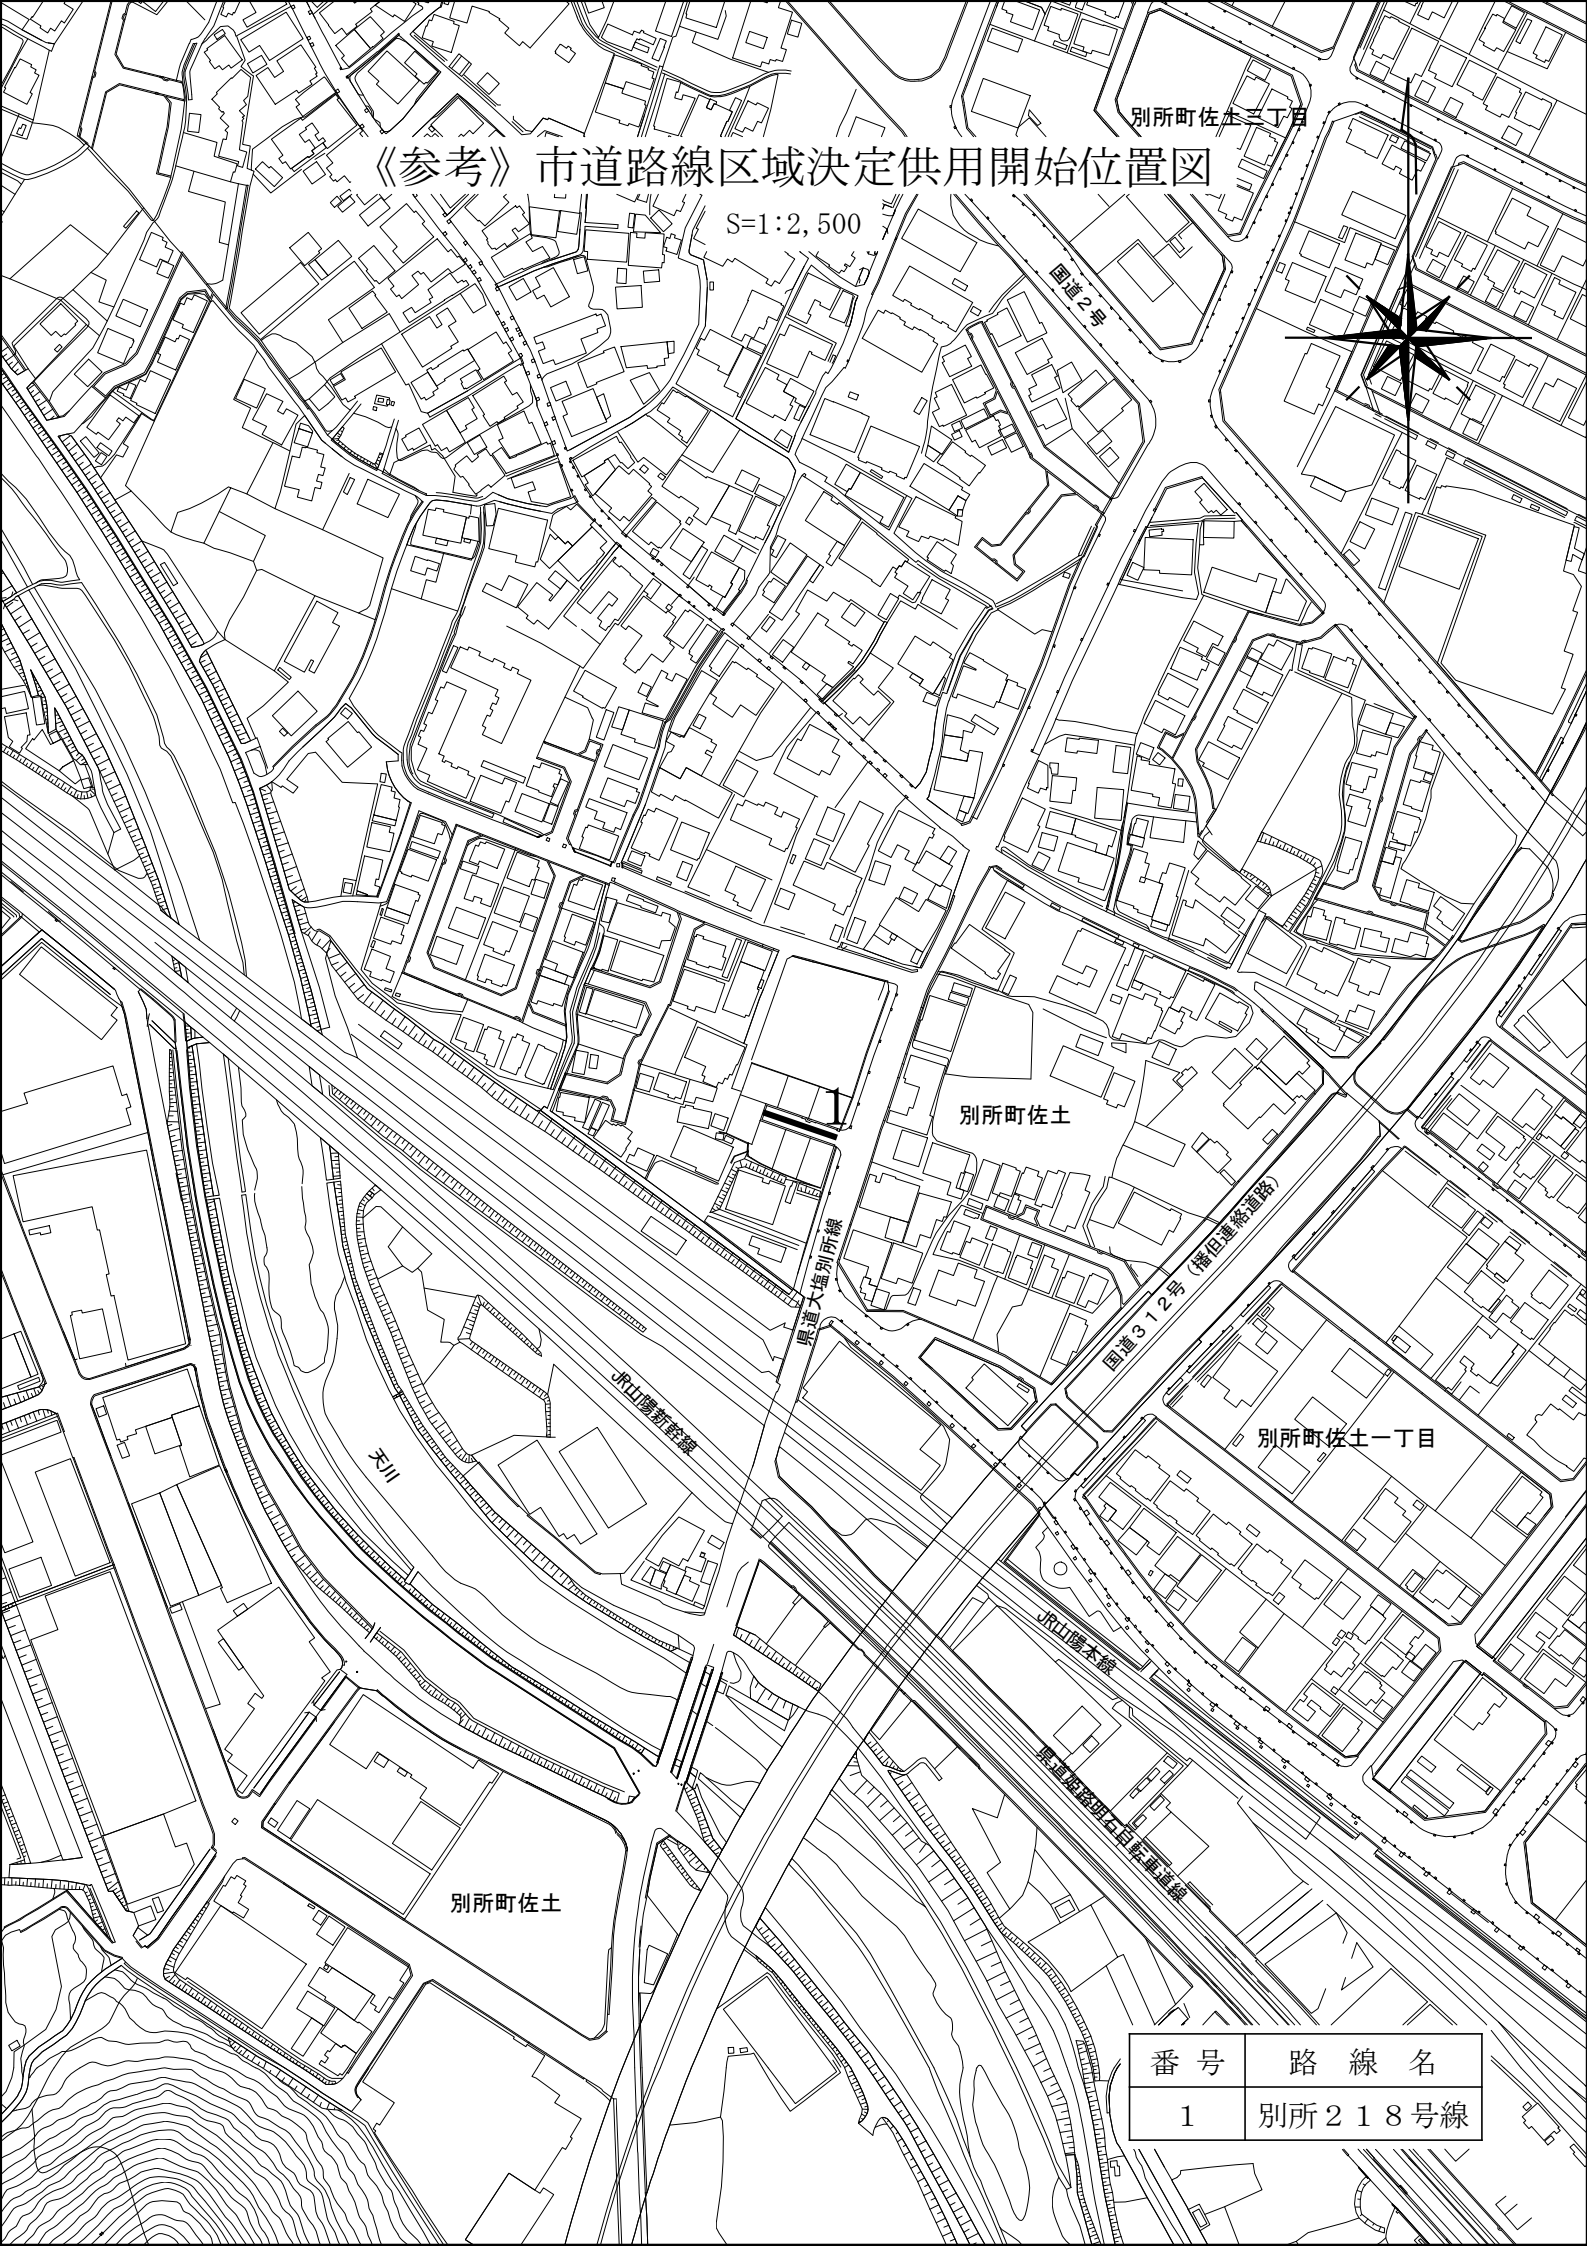 別所町佐土三丁目
《参考》市道路線区域決定供用開始位置図
S=1:2,500
国道２号
1
別所町佐土
県道大塩別所線
国道３１２号（播但連絡道路）
JR山陽新幹線
天川
別所町佐土一丁目
JR山陽本線
県道姫路明石自転車道線
別所町佐土
番号 路線名
1 別所２１８号線